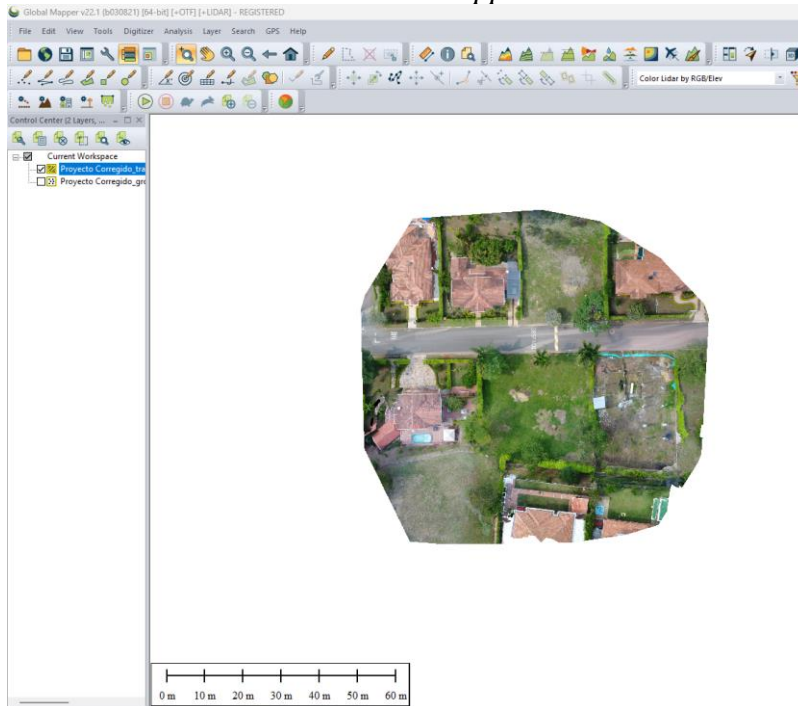 Global Mapper v22.1 (b030821) [64-bit] [+OTF] [+LIDAR] - REGISTERED
File Edit View Tools Digitizer Analysis Layer Search GPS Help
Color Lidar by RGB/Elev
Control Center (2 Layers, ...
Current Workspace
Proyecto Corregido_tra
Proyecto Corregido_gr
0 m 10 m 20 m 30 m 40 m 50 m 60 m